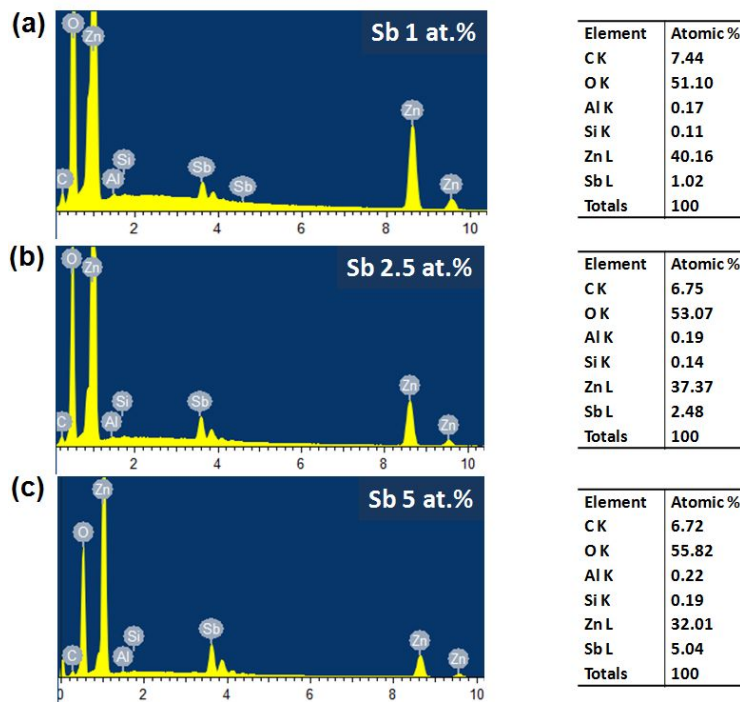 (a)
Sb 1 at.%
O
Zn
Zn
Si
Sb
C
Al
Sb
Zn
2 4 6 8 10
Element Atomic %
C K 7.44
O K 51.10
Al K 0.17
Si K 0.11
Zn L 40.16
Sb L 1.02
Totals 100
(b)
Sb 2.5 at.%
O
Zn
Zn
Si
Sb
C
Al
Zn
2 4 6 8 10
Element Atomic %
C K 6.75
O K 53.07
Al K 0.19
Si K 0.14
Zn L 37.37
Sb L 2.48
Totals 100
(c)
Sb 5 at.%
Zn
O
Sb
Si
Zn
C
Al
Zn
0 2 4 6 8 10
Element Atomic %
C K 6.72
O K 55.82
Al K 0.22
Si K 0.19
Zn L 32.01
Sb L 5.04
Totals 100